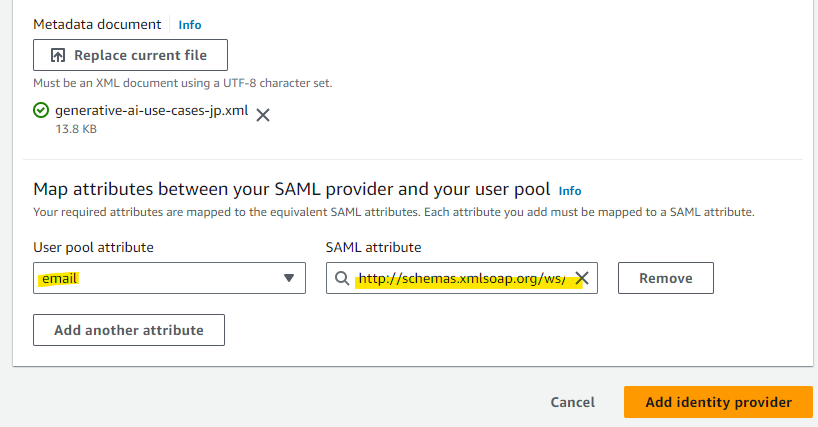 Metadata document Info
Replace current file
Must be an XML document using a UTF-8 character set.
generative-ai-use-cases-jp.xml
13.8 KB
Map attributes between your SAML provider and your user pool Info
Your required attributes are mapped to the equivalent SAML attributes. Each attribute you add must be mapped to a SAML attribute.
User pool attribute SAML attribute
email http://schemas.xmlsoap.org/ws/ Remove
Add another attribute
Cancel Add identity provider